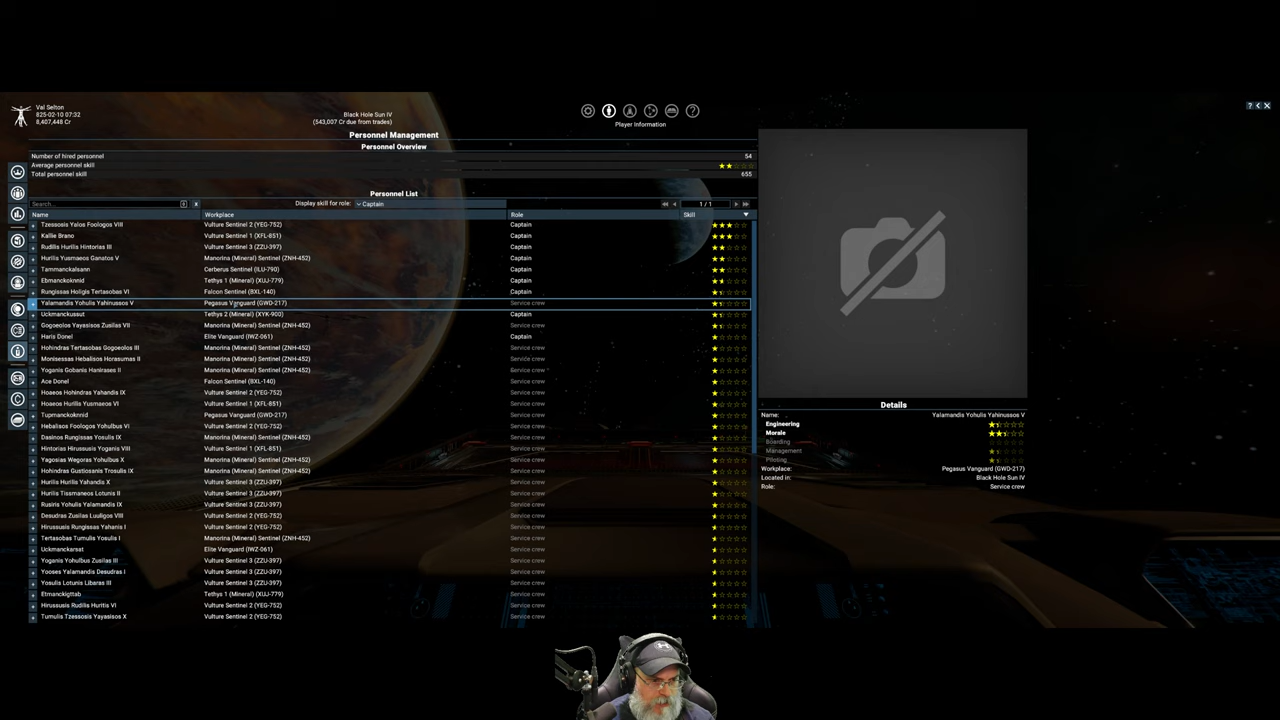 Val Selton
825-02-10 07:32
8,407,448 Cr
Black Hole Sun IV
(543,007 Cr due from trades)
Player Information
Personnel Management
Personnel Overview
Number of hired personnel 54
Average personnel skill
Total personnel skill 655
Personnel List
Search... x Display skill for role: Captain 1 / 1
Name Workplace Role Skill
Tzessosis Yalos Foologos VIII Vulture Sentinel 2 (YEG-752) Captain
Kallie Brano Vulture Sentinel 1 (XFL-851) Captain
Rudilis Hurilis Hintorias III Vulture Sentinel 3 (ZZU-397) Captain
Hurilis Yusmaeos Ganatos V Manorina (Mineral) Sentinel (ZNH-452) Captain
Tammanckalsann Cerberus Sentinel (ILU-790) Captain
Ebmanckoknnid Tethys 1 (Mineral) (XUJ-779) Captain
Rungissas Holigis Tertasobas VI Falcon Sentinel (BXL-140) Captain
Yalamandis Yohulis Yahinussos V Pegasus Vanguard (GWD-217) Service crew
Uckmanckussut Tethys 2 (Mineral) (XYK-900) Captain
Gogoeolos Yayasisos Zusilas VII Manorina (Mineral) Sentinel (ZNH-452) Service crew
Haris Donel Elite Vanguard (IWZ-061) Captain
Hohindras Tertasobas Gogoeolos III Manorina (Mineral) Sentinel (ZNH-452) Service crew
Monisessas Hebalisos Horasumas II Manorina (Mineral) Sentinel (ZNH-452) Service crew
Yoganis Gobanis Hanirases II Manorina (Mineral) Sentinel (ZNH-452) Service crew
Ace Donel Falcon Sentinel (BXL-140) Service crew
Hoaeos Hohindras Yahandis IX Vulture Sentinel 2 (YEG-752) Service crew
Hoaeos Hurilis Yusmaeos VI Vulture Sentinel 1 (XFL-851) Service crew
Tupmanckoknnid Pegasus Vanguard (GWD-217) Service crew
Hebalisos Foologos Yohulbus VI Vulture Sentinel 2 (YEG-752) Service crew
Dasinos Rungissas Yosulis IX Manorina (Mineral) Sentinel (ZNH-452) Service crew
Hintorias Hirussusis Yoganis VIII Vulture Sentinel 1 (XFL-851) Service crew
Yagosias Wegoras Yohulbus X Manorina (Mineral) Sentinel (ZNH-452) Service crew
Hohindras Gustiosanis Trosulis IX Manorina (Mineral) Sentinel (ZNH-452) Service crew
Hurilis Hurilis Yahandis X Vulture Sentinel 3 (ZZU-397) Service crew
Hurilis Tissmaneos Lotunis II Vulture Sentinel 3 (ZZU-397) Service crew
Rusiris Yohulis Yalamandis IX Vulture Sentinel 3 (ZZU-397) Service crew
Desudras Zusilas Luuligos VIII Vulture Sentinel 2 (YEG-752) Service crew
Hirussusis Rungissas Yahanis I Vulture Sentinel 2 (YEG-752) Service crew
Tertasobas Tumulis Yosulis I Manorina (Mineral) Sentinel (ZNH-452) Service crew
Uckmanckarsat Elite Vanguard (IWZ-061) Service crew
Yoganis Yohulbus Zusilas III Vulture Sentinel 3 (ZZU-397) Service crew
Yooses Yalamandis Desudras I Vulture Sentinel 3 (ZZU-397) Service crew
Yosulis Lotunis Libaras III Vulture Sentinel 3 (ZZU-397) Service crew
Etmanckigttab Tethys 1 (Mineral) (XUJ-779) Service crew
Hirussusis Rudilis Huritis VI Vulture Sentinel 2 (YEG-752) Service crew
Tumulis Tzessosis Yayasisos X Vulture Sentinel 2 (YEG-752) Service crew
Details
Name: Yalamandis Yohulis Yahinussos V
Engineering
Morale
Boarding
Management
Piloting
Workplace: Pegasus Vanguard (GWD-217)
Located in: Black Hole Sun IV
Role: Service crew